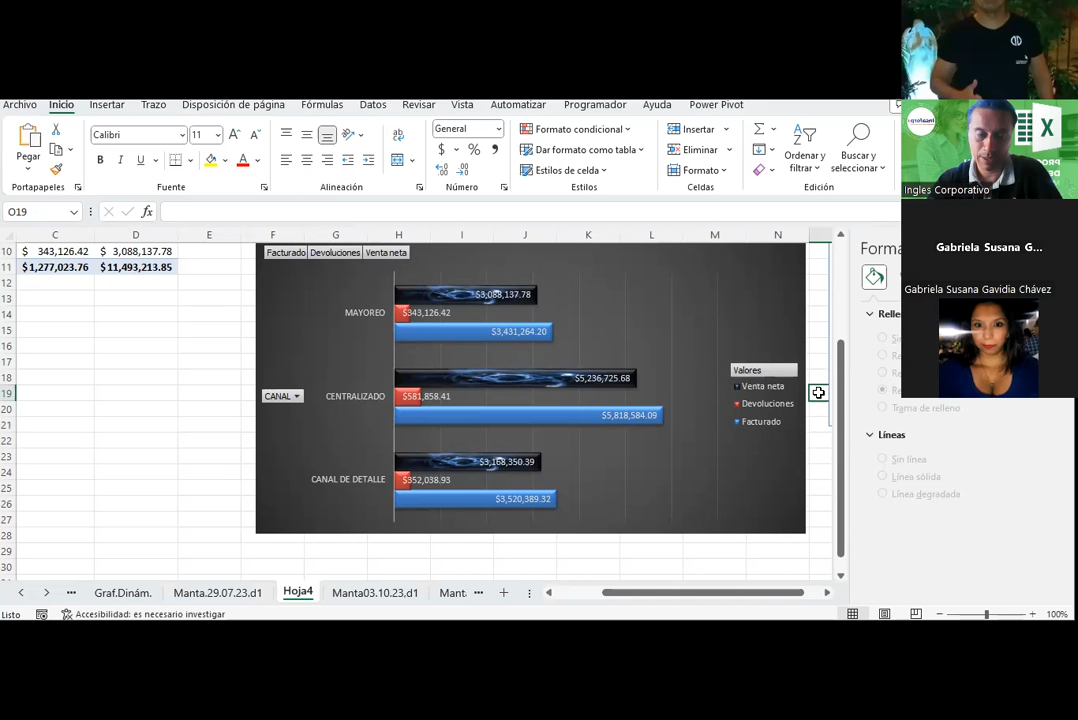 Archivo Inicio Insertar Trazo Disposición de página Fórmulas Datos Revisar Vista Automatizar Programador Ayuda Power Pivot
Calibri 11 General Formato condicional Insertar
Pegar Dar formato como tabla Eliminar Ordenar y filtrar Buscar y seleccionar
Estilos de celda Formato
Portapapeles Fuente Alineación Número Estilos Celdas Edición
Ingles Corporativo
O19
C D E F G H I J K L M N
10 $ 343,126.42 $ 3,088,137.78
11 $1,277,023.76 $11,493,213.85
12
13
14
15
16
17
18
19
20
21
22
23
24
25
26
27
28
29
30
Facturado Devoluciones Venta neta
$3,088,137.78
MAYOREO $343,126.42
$3,431,264.20
$5,236,725.68
CANAL CENTRALIZADO $581,858.41
$5,818,584.09
$3,168,350.39
CANAL DE DETALLE $352,038.93
$3,520,389.32
Valores
Venta neta
Devoluciones
Facturado
Gabriela Susana G...
Gabriela Susana Gavidia Chávez
Forma
Relle
Trama de relleno
Líneas
Sin línea
Línea sólida
Línea degradada
Graf.Dinám. Manta.29.07.23.d1 Hoja4 Manta03.10.23.d1 Mant
Listo Accesibilidad: es necesario investigar 100%